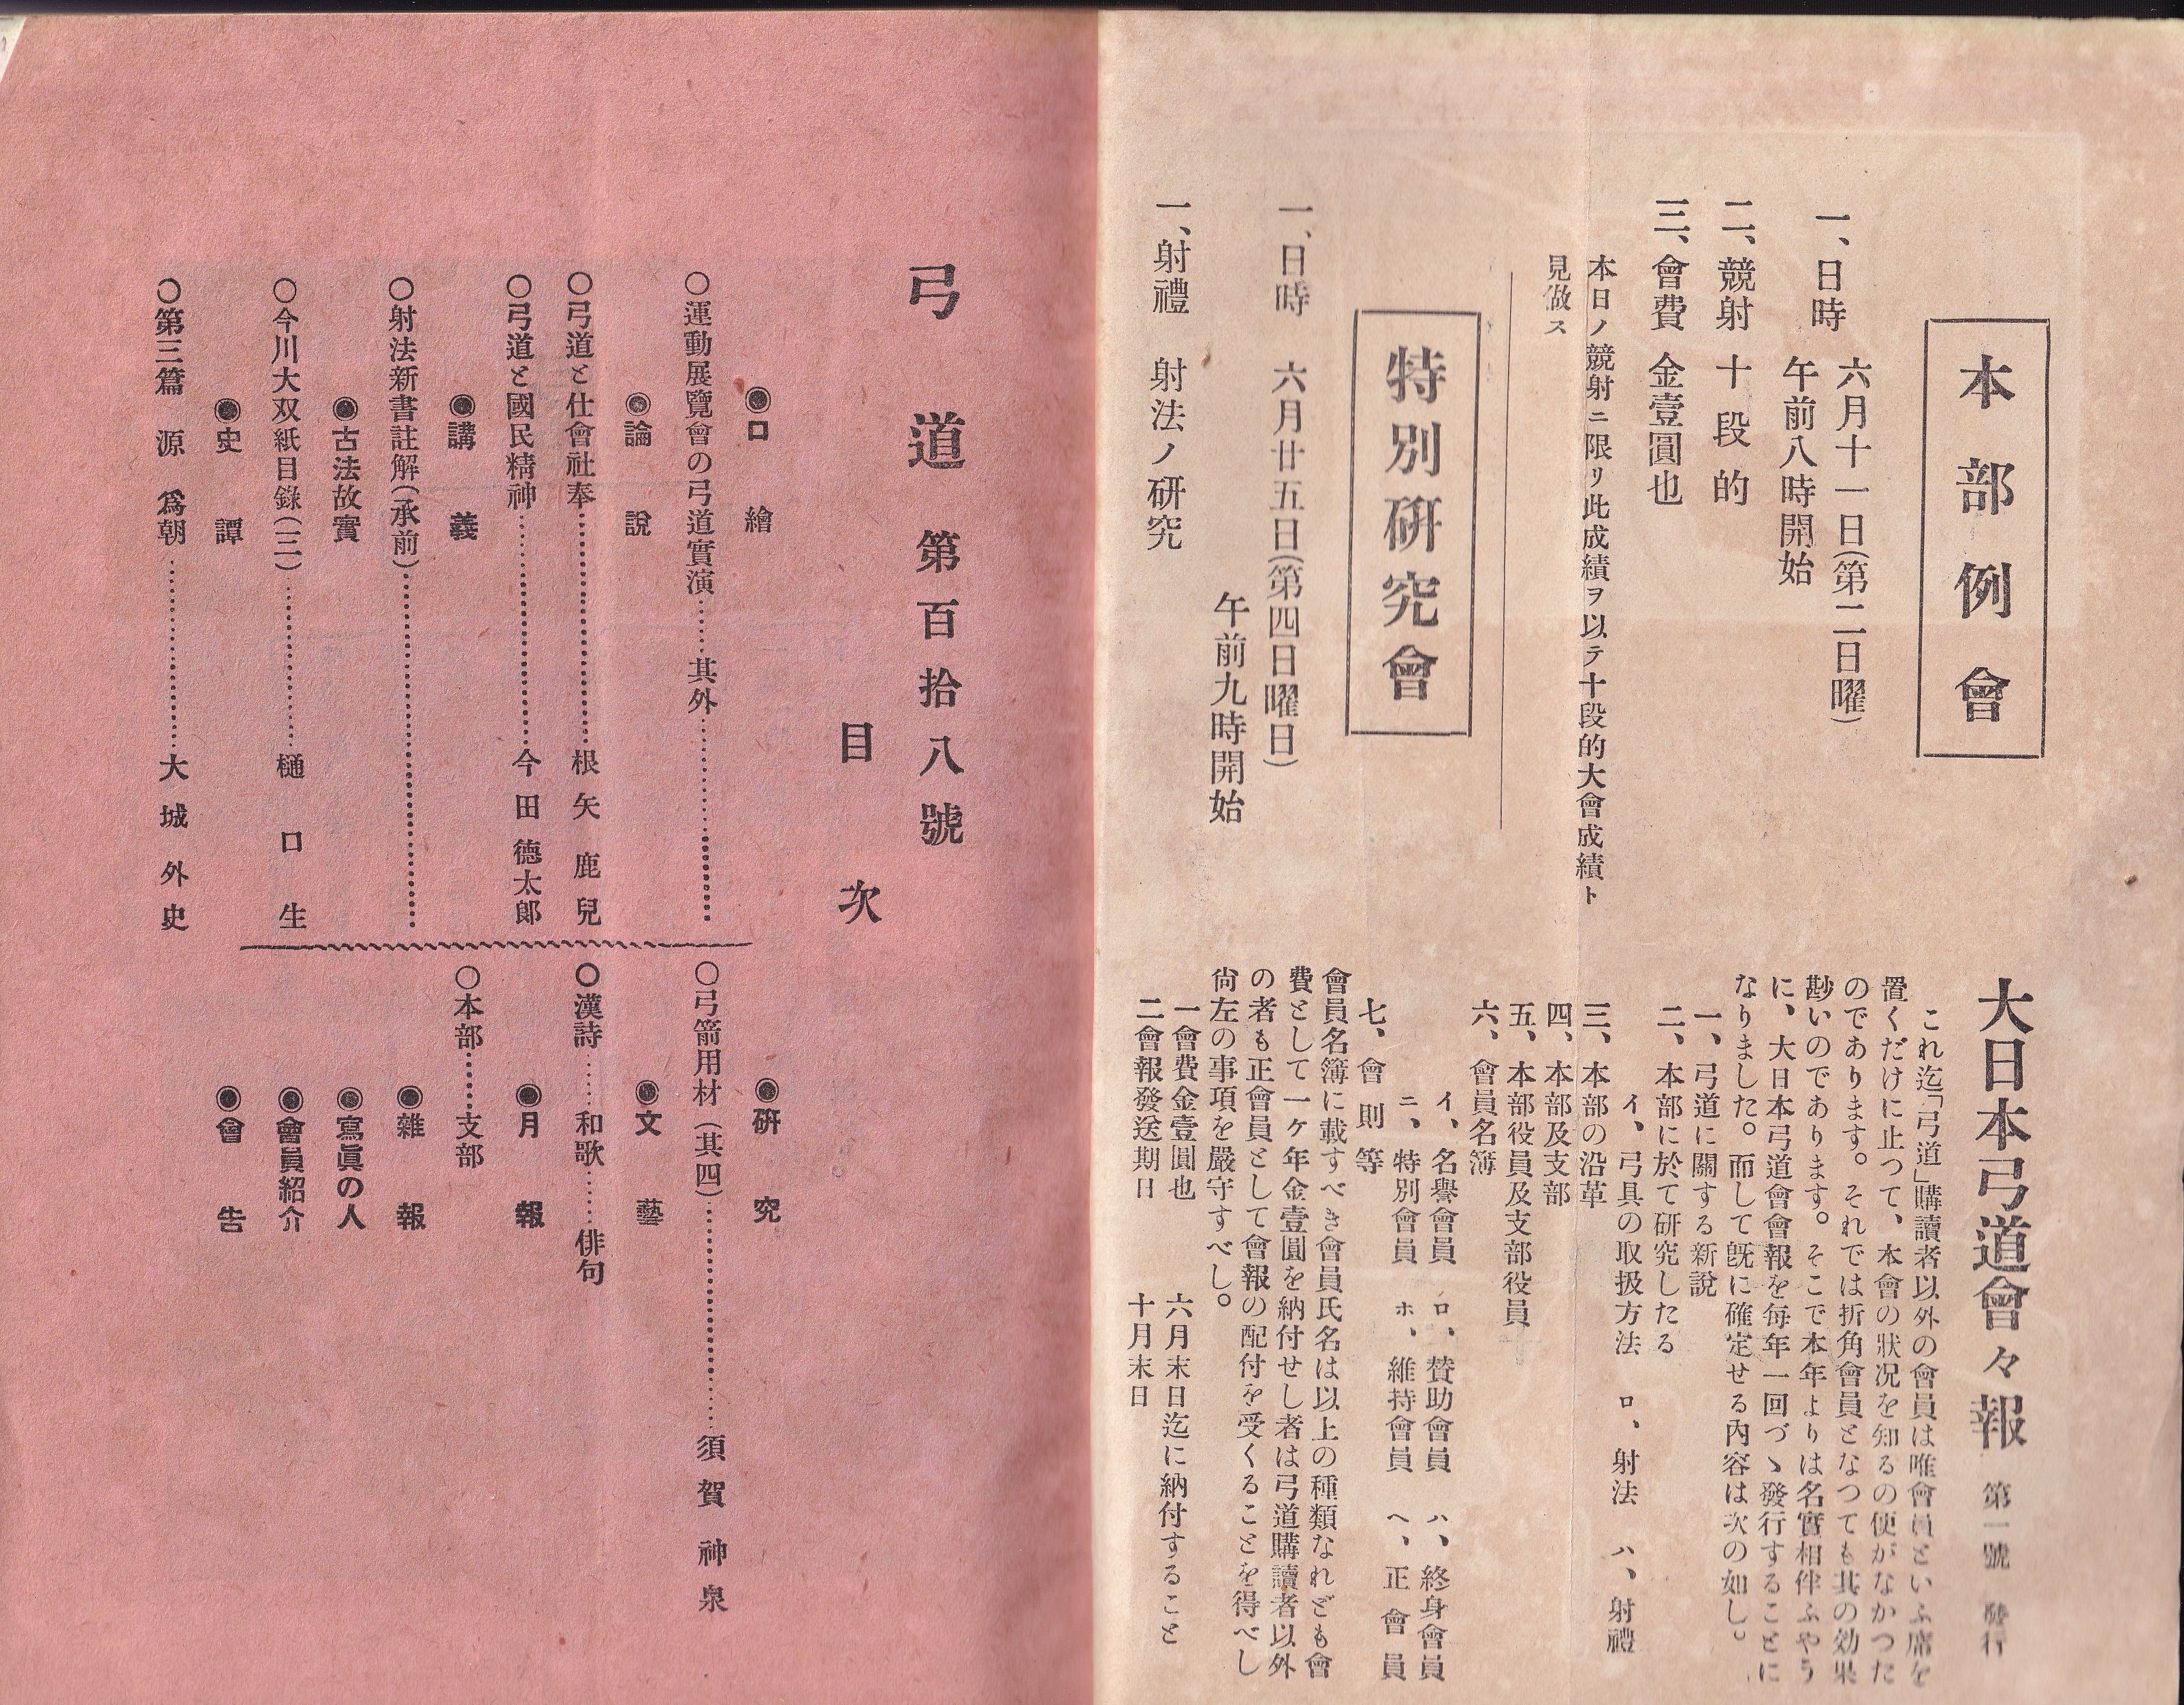 本部例會
一、日時　六月十一日(第二日曜)
午前八時開始
二、競射　十段的
三、會費　金壹圓也
本日ノ競射ニ限リ此成績ヲ以テ十段的大會成績ト
見做ス
特別研究會
一、日時　六月廿五日(第四日曜日)
午前九時開始
一、射禮　射法ノ研究
大日本弓道會々報　第一號　發行
これ迄「弓道」購讀者以外の會員は唯會員といふ席を
置くだけに止つて、本會の狀況を知るの便がなかつた
のであります。それでは折角會員となつても其の効果
尠いのであります。そこで本年よりは名實相伴ふやう
に、大日本弓道會會報を每年一回づゝ發行することに
なりました。而して旣に確定せる內容は次の如し。
一、弓道に關する新說
二、本部に於て研究したる
イ、弓具の取扱方法　ロ、射法　ハ、射禮
三、本部の沿革
四、本部及支部
五、本部役員及支部役員
六、會員名簿
イ、名譽會員　ロ、賛助會員　ハ、終身會員
ニ、特別會員　ホ、維持會員　ヘ、正會員
七、會則等
會員名簿に載すべき會員氏名は以上の種類なれども會
費として一ケ年金壹圓を納付せし者は弓道購讀者以外
の者も正會員として會報の配付を受くることを得べし
尙左の事項を嚴守すべし。
一會費金壹圓也　六月末日迄に納付すること
二會報發送期日　十月末日
弓道　第百拾八號
目次
◉口繪
○運動展覽會の弓道實演……其外……
◉論說
○弓道と仕會社奉……根矢鹿兒
○弓道と國民精神……今田德太郎
◉講義
○射法新書註解(承前)……
◉古法故實
○今川大双紙目錄(三)……樋口生
◉史譚
○第三篇　源爲朝……大城外史
◉硏究
○弓箭用材(其四)……須賀神泉
◉文藝
○漢詩……和歌……俳句
◉月報
○本部……支部
◉雜報
◉寫眞の人
◉會員紹介
◉會告